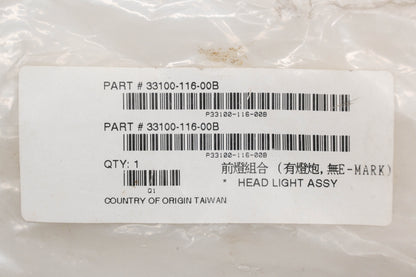 PART # 33100-116-00B
P33100-116-00B
PART # 33100-116-00B
P33100-116-00B
QTY: 1
Q1
前燈組合 (有燈炮,無E-MARK)
* HEAD LIGHT ASSY
COUNTRY OF ORIGIN TAIWAN